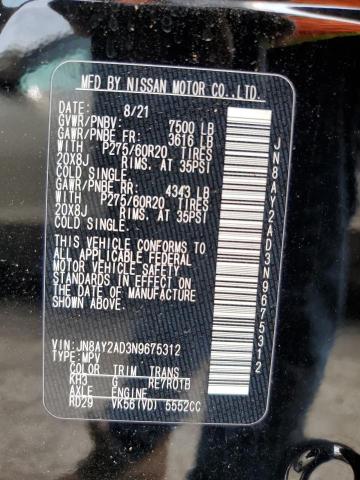 MFD BY NISSAN MOTOR CO.,LTD.
DATE: 8/21
GVWR/PNBV: 7500 LB
GAWR/PNBE FR: 3616 LB
WITH P275/60R20 TIRES
20X8J RIMS, AT 35PSI
COLD SINGLE.
GAWR/PNBE RR: 4343 LB
WITH P275/60R20 TIRES
20X8J RIMS, AT 35PSI
COLD SINGLE.
THIS VEHICLE CONFORMS TO
ALL APPLICABLE FEDERAL
MOTOR VEHICLE SAFETY
STANDARDS IN EFFECT ON
THE DATE OF MANUFACTURE
SHOWN ABOVE.
VIN: JN8AY2AD3N9675312
TYPE: MPV
COLOR TRIM TRANS
KH3 G RE7R01B
AXLE ENGINE
RD29 VK56(VD) 5552CC
JN8AY2AD3N9675312